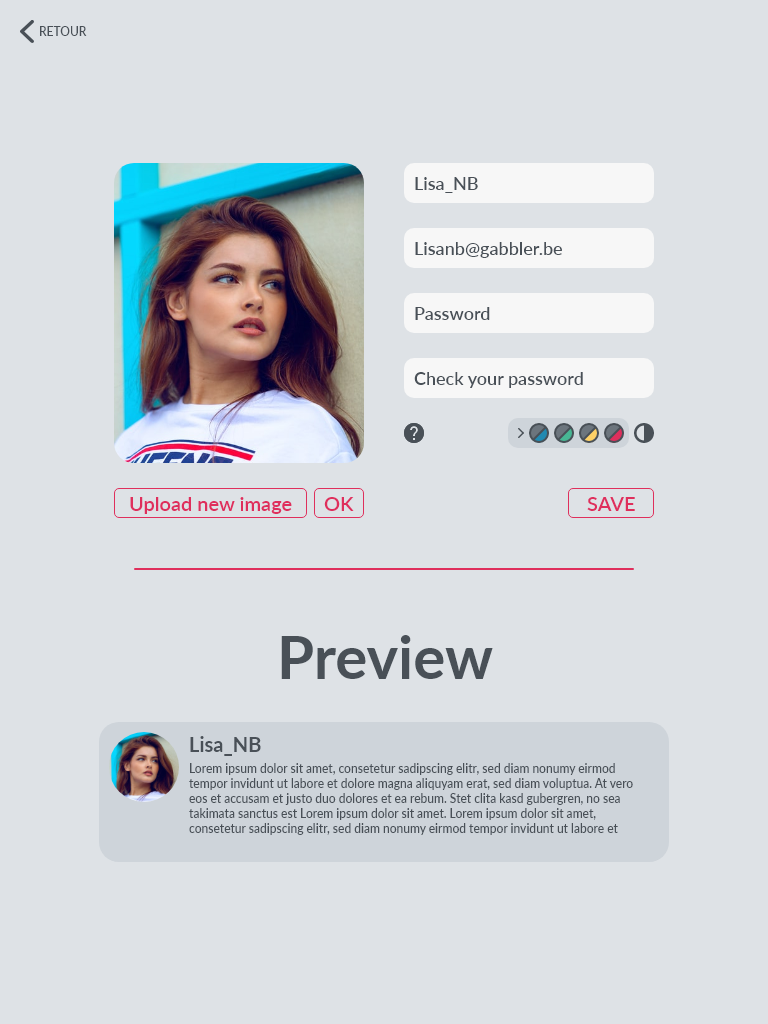 RETOUR
Lisa_NB
Lisanb@gabbler.be
Password
Check your password
?
Upload new image
OK
SAVE
Preview
Lisa_NB
Lorem ipsum dolor sit amet, consetetur sadipscing elitr, sed diam nonumy eirmod
tempor invidunt ut labore et dolore magna aliquyam erat, sed diam voluptua. At vero
eos et accusam et justo duo dolores et ea rebum. Stet clita kasd gubergren, no sea
takimata sanctus est Lorem ipsum dolor sit amet. Lorem ipsum dolor sit amet,
consetetur sadipscing elitr, sed diam nonumy eirmod tempor invidunt ut labore et